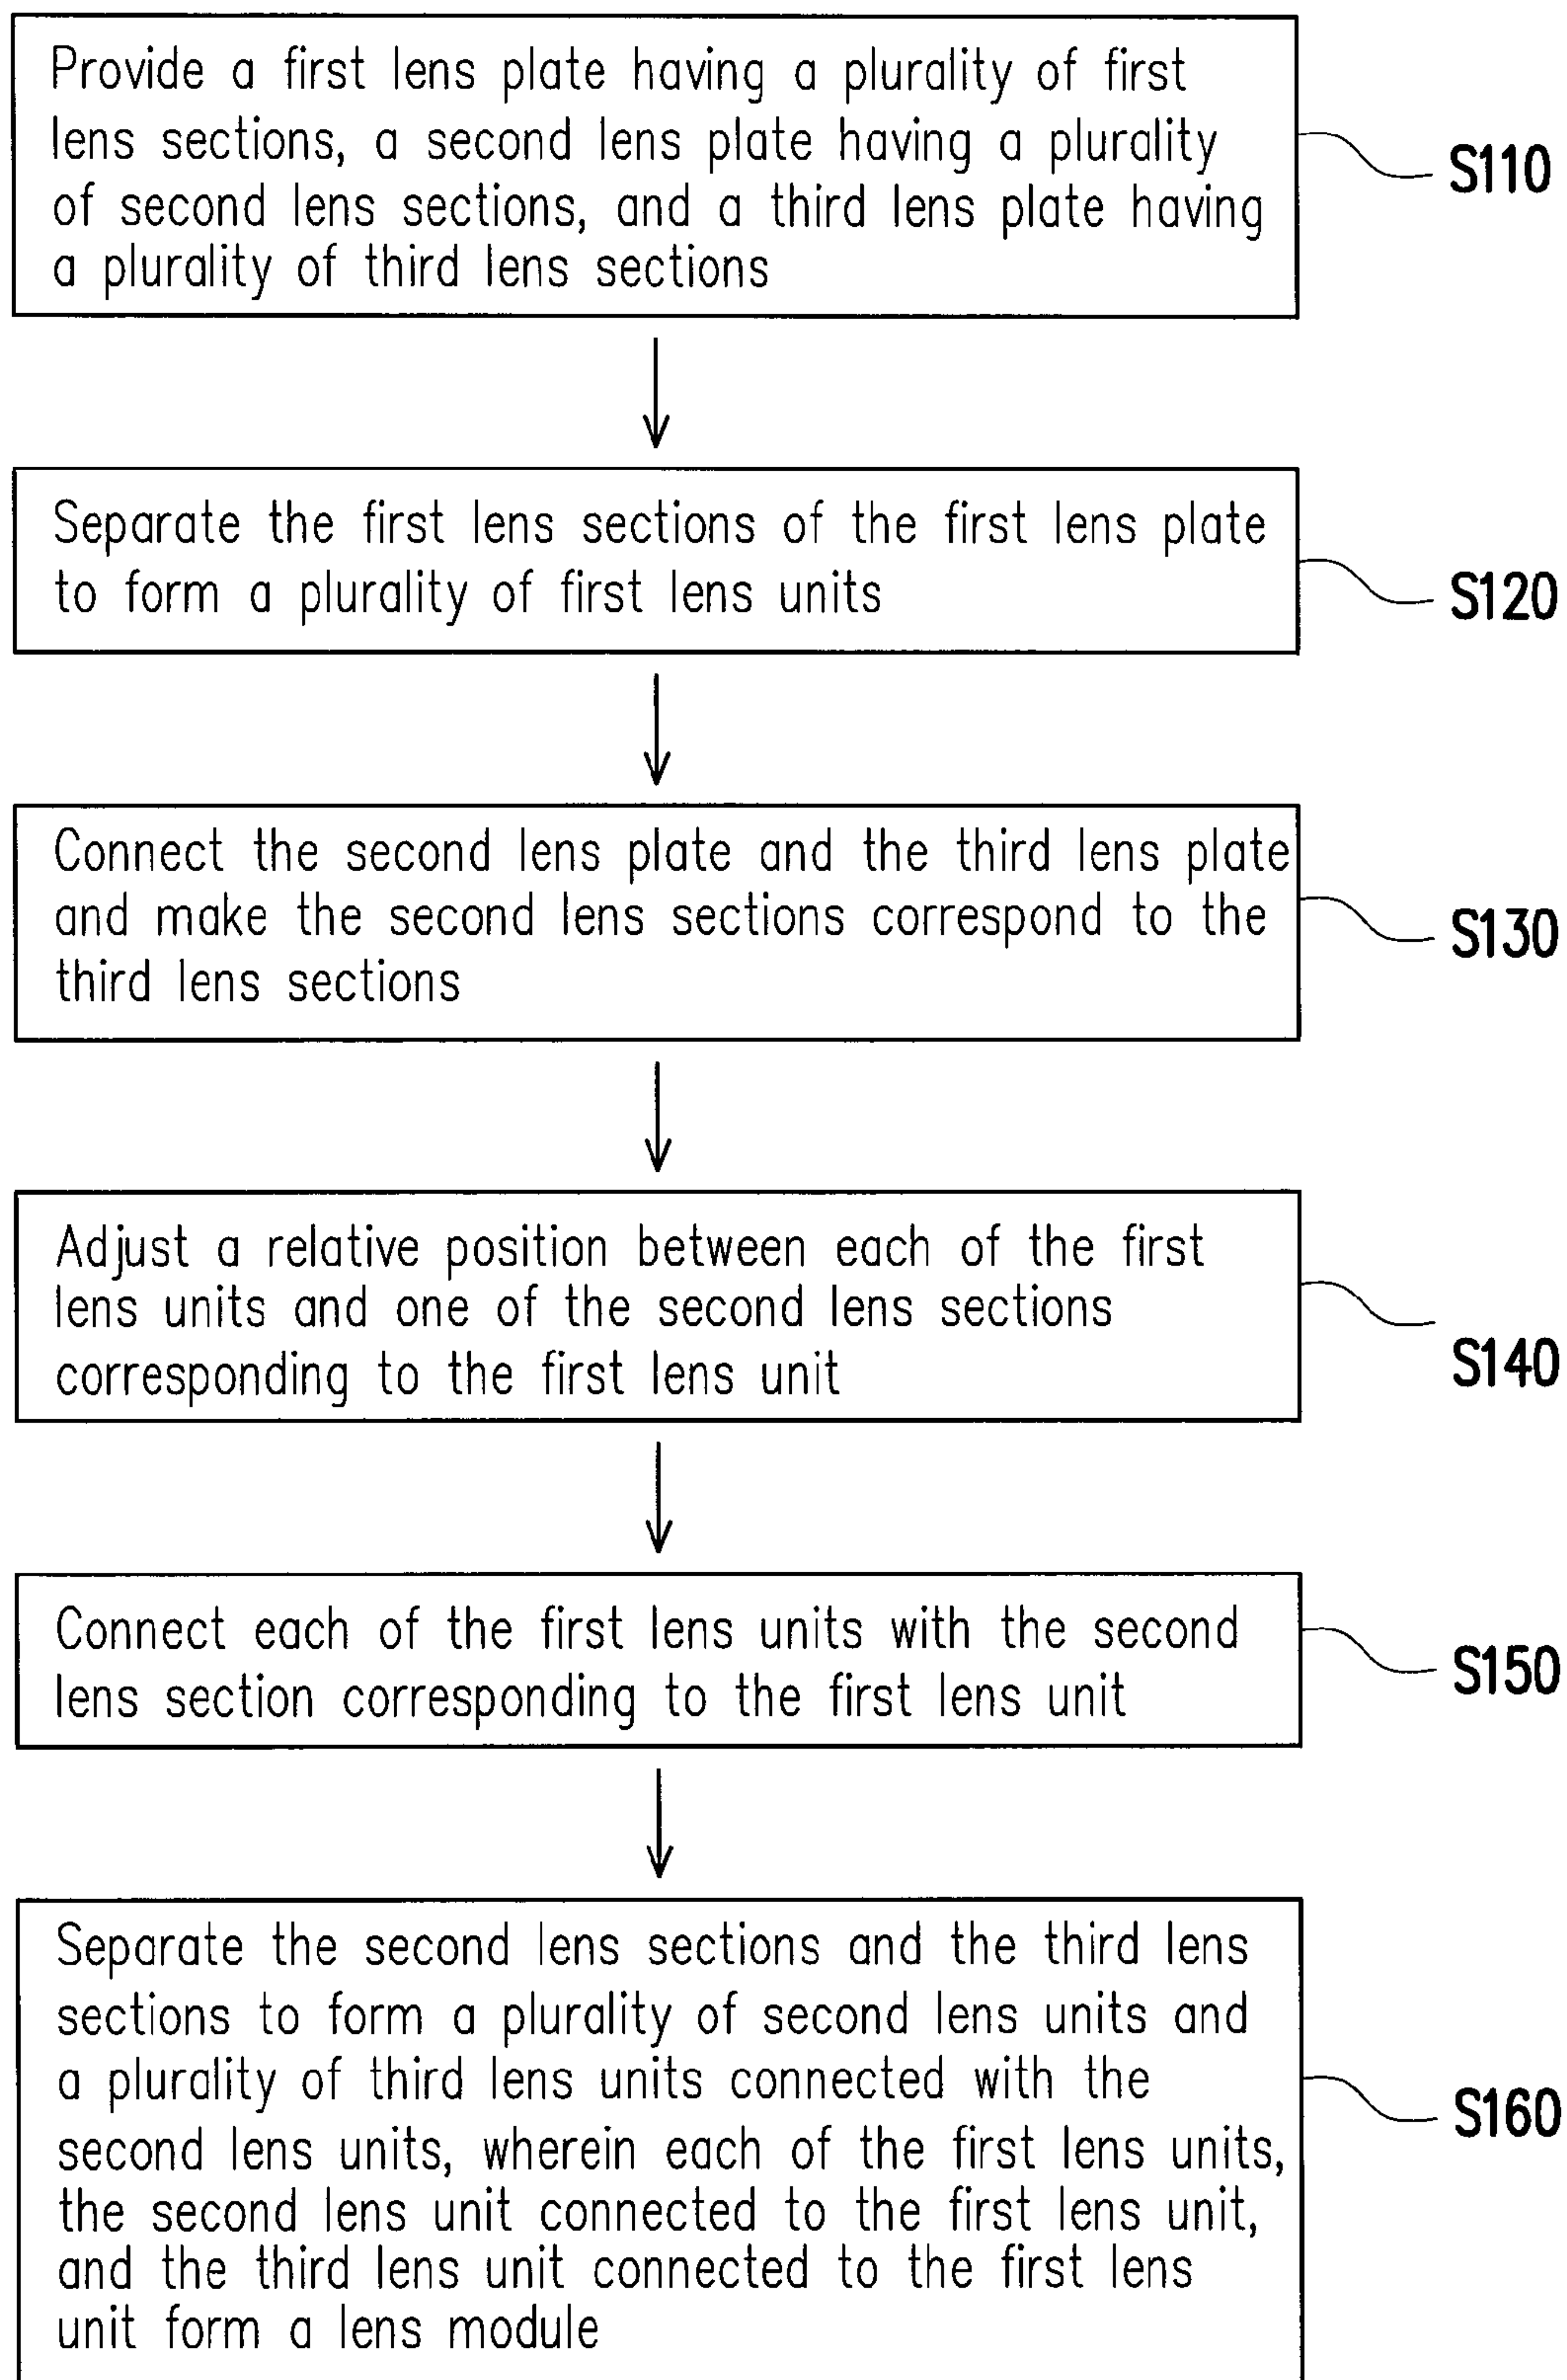 Provide a first lens plate having a plurality of first
lens sections, a second lens plate having a plurality
of second lens sections, and a third lens plate having
a plurality of third lens sections
S110
Separate the first lens sections of the first lens plate
to form a plurality of first lens units
S120
Connect the second lens plate and the third lens plate
and make the second lens sections correspond to the
third lens sections
S130
Adjust a relative position between each of the first
lens units and one of the second lens sections
corresponding to the first lens unit
S140
Connect each of the first lens units with the second
lens section corresponding to the first lens unit
S150
Separate the second lens sections and the third lens
sections to form a plurality of second lens units and
a plurality of third lens units connected with the
second lens units, wherein each of the first lens units,
the second lens unit connected to the first lens unit,
and the third lens unit connected to the first lens
unit form a lens module
S160